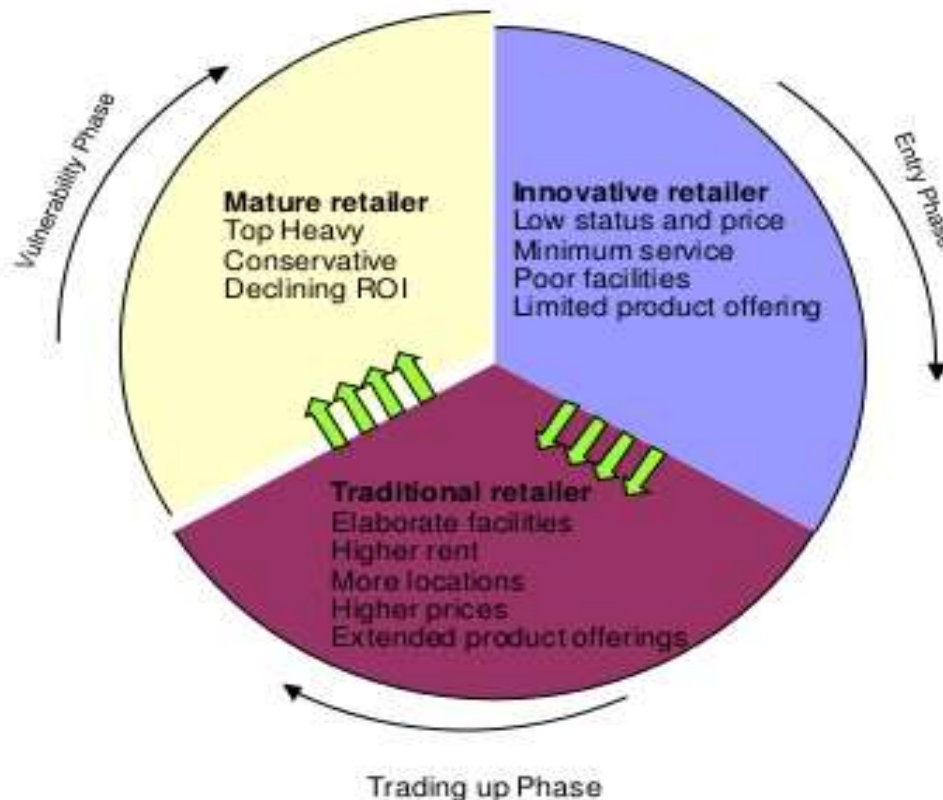 Vulnerability Phase
Entry Phase
Mature retailer
Top Heavy
Conservative
Declining ROI
Innovative retailer
Low status and price
Minimum service
Poor facilities
Limited product offering
Traditional retailer
Elaborate facilities
Higher rent
More locations
Higher prices
Extended product offerings
Trading up Phase